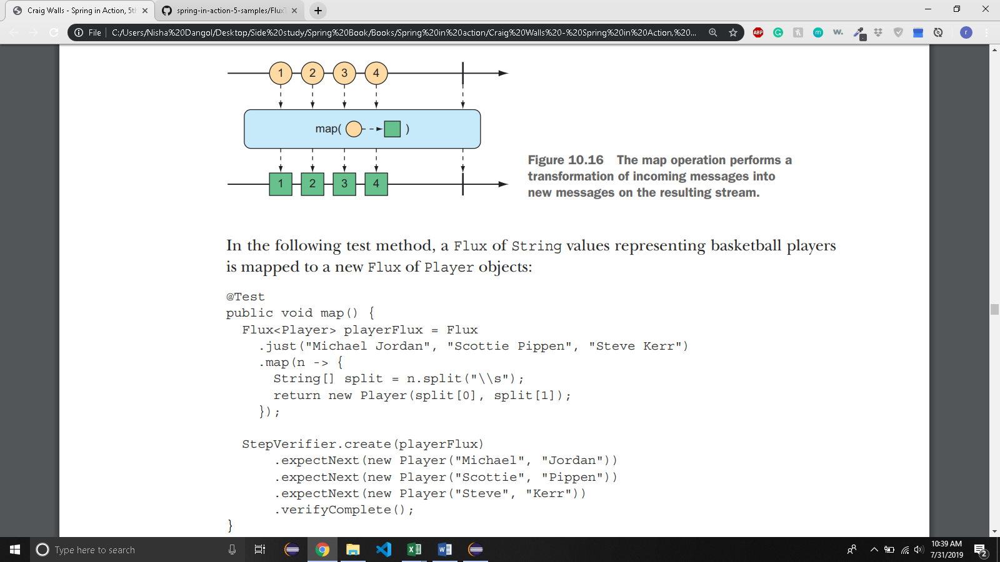 Craig Walls - Spring in Action, 5th
spring-in-action-5-samples/Flux
File
C:/Users/Nisha%20Dangol/Desktop/Side%20study/Spring%20Book/Books/Spring%20in%20action/Craig%20Walls%20-%20Spring%20in%20Action,%20...
ABP
G
m
w.
r
1 2 3 4
map( )
1 2 3 4
Figure 10.16 The map operation performs a
transformation of incoming messages into
new messages on the resulting stream.
In the following test method, a Flux of String values representing basketball players
is mapped to a new Flux of Player objects:
@Test
public void map() {
Flux<Player> playerFlux = Flux
.just("Michael Jordan", "Scottie Pippen", "Steve Kerr")
.map(n -> {
String[] split = n.split("\\s");
return new Player(split[0], split[1]);
});
StepVerifier.create(playerFlux)
.expectNext(new Player("Michael", "Jordan"))
.expectNext(new Player("Scottie", "Pippen"))
.expectNext(new Player("Steve", "Kerr"))
.verifyComplete();
}
Type here to search
10:39 AM
7/31/2019
2